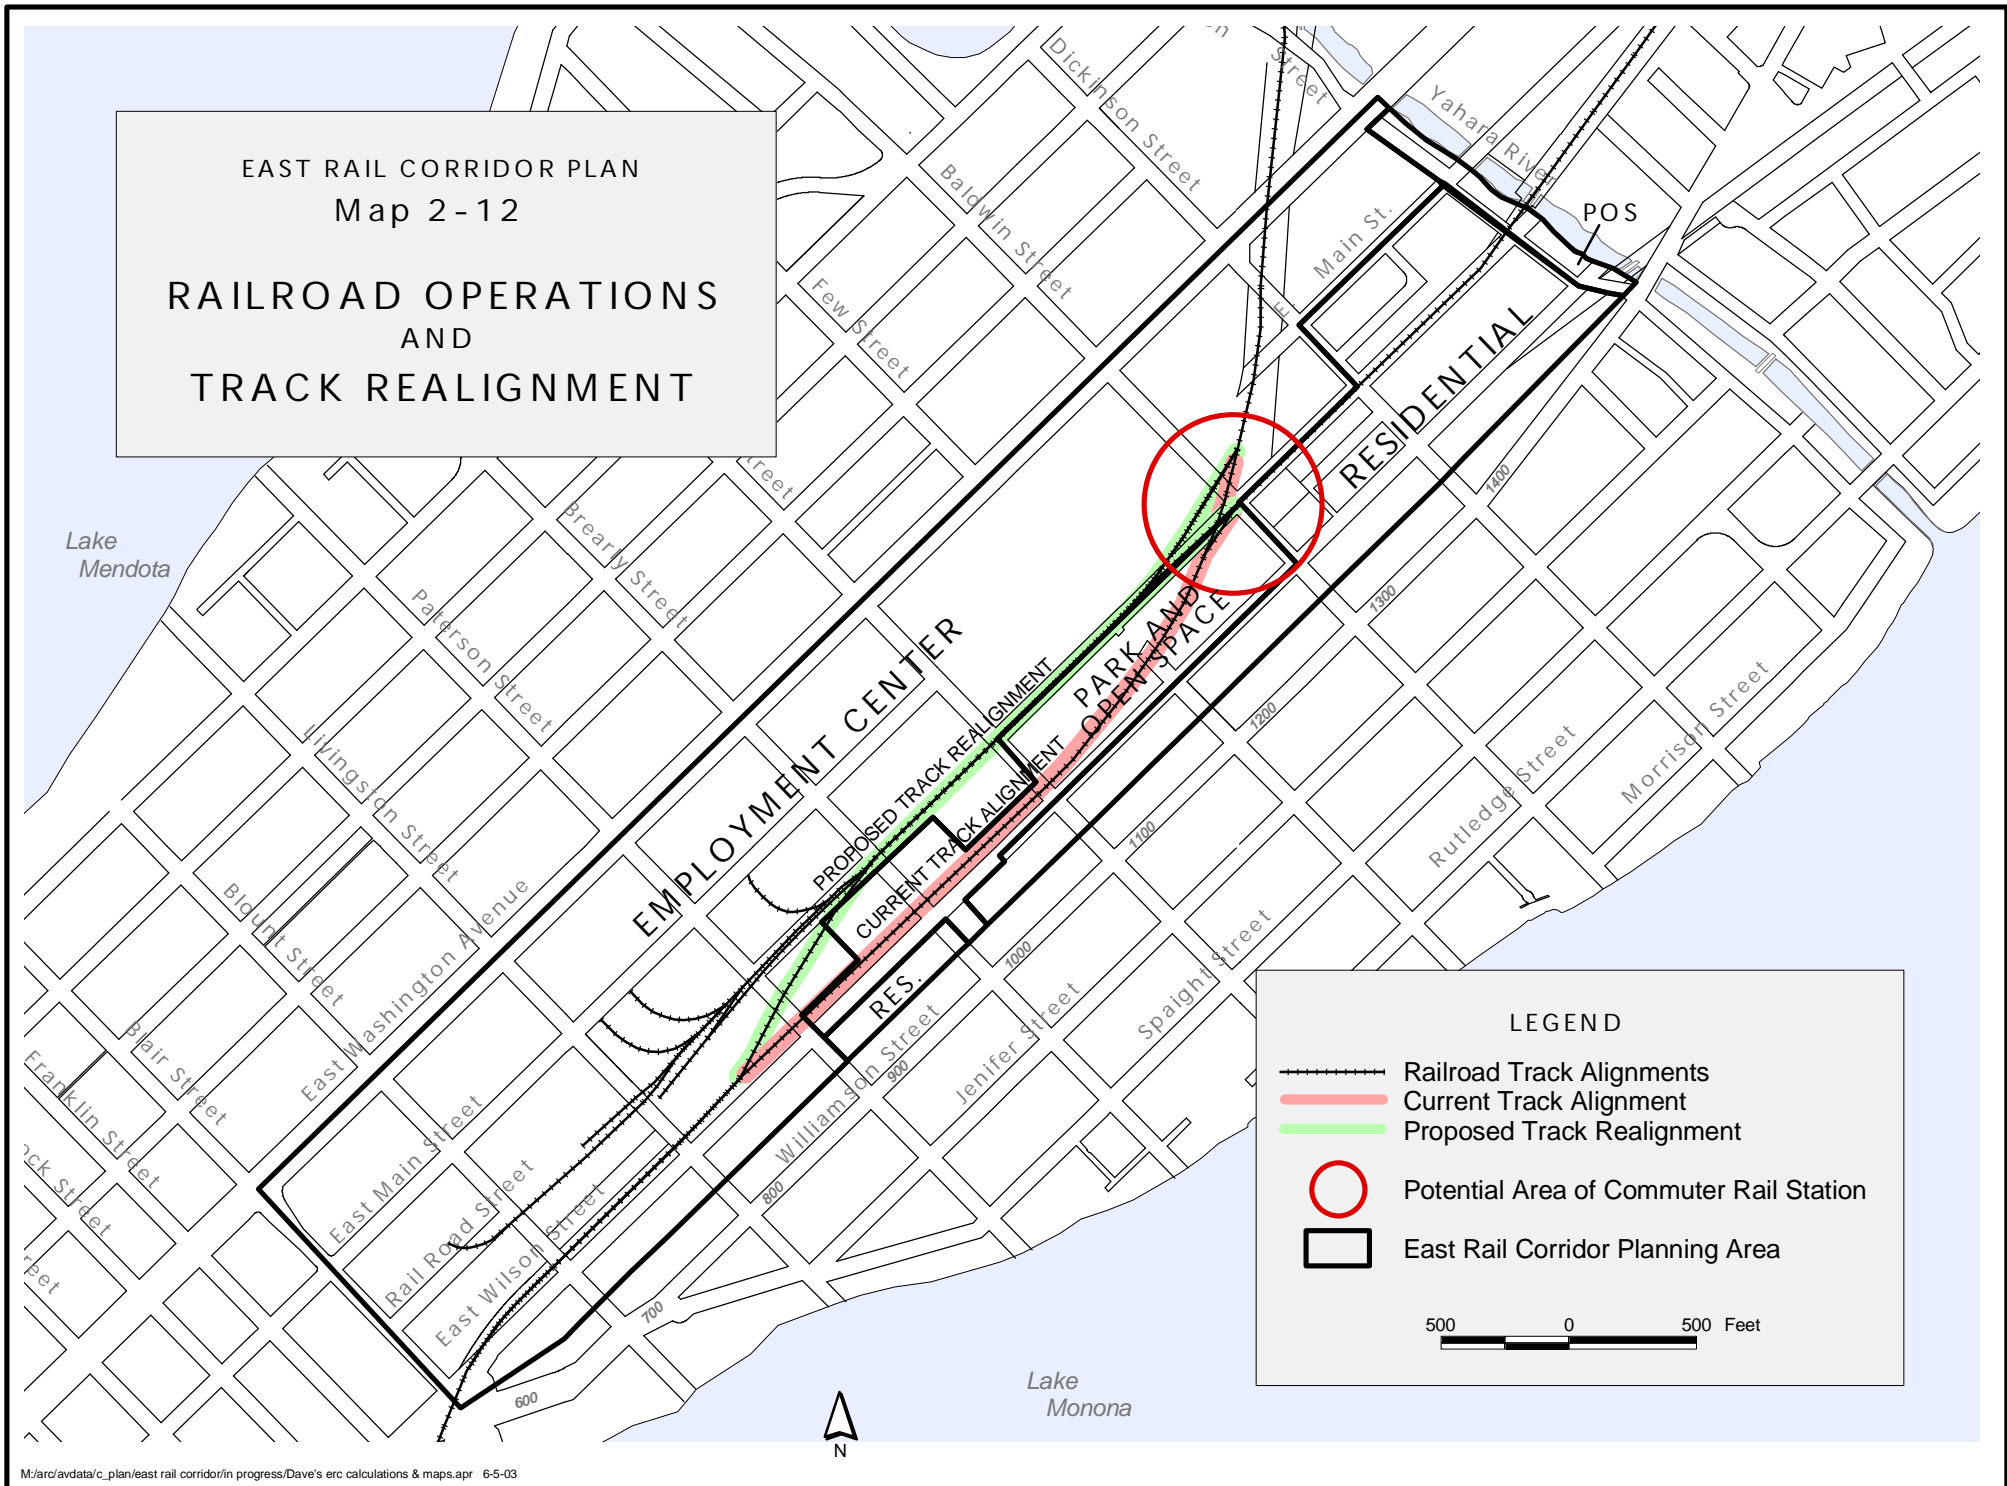 EAST RAIL CORRIDOR PLAN
Map 2-12
RAILROAD OPERATIONS
AND
TRACK REALIGNMENT
Street
Dickinson Street
Yahara River
POS
Baldwin Street
Main St.
E
Few Street
RESIDENTIAL
1400
Lake
Mendota
Brearly Street
Paterson Street
1300
PARK AND
OPEN SPACE
EMPLOYMENT CENTER
PROPOSED TRACK REALIGNMENT
CURRENT TRACK ALIGNMENT
1200
Livingston Street
Morrison Street
Rutledge Street
1100
Blount Street
East Washington Avenue
RES.
1000
Spaight Street
Blair Street
Franklin Street
Williamson Street
900
Jenifer Street
East Main Street
800
Rail Road Street
East Wilson Street
700
600
Lake
Monona
N
LEGEND
Railroad Track Alignments
Current Track Alignment
Proposed Track Realignment
Potential Area of Commuter Rail Station
East Rail Corridor Planning Area
500 0 500 Feet
M:/arc/avdata/c_plan/east rail corridor/in progress/Dave's erc calculations & maps.apr 6-5-03